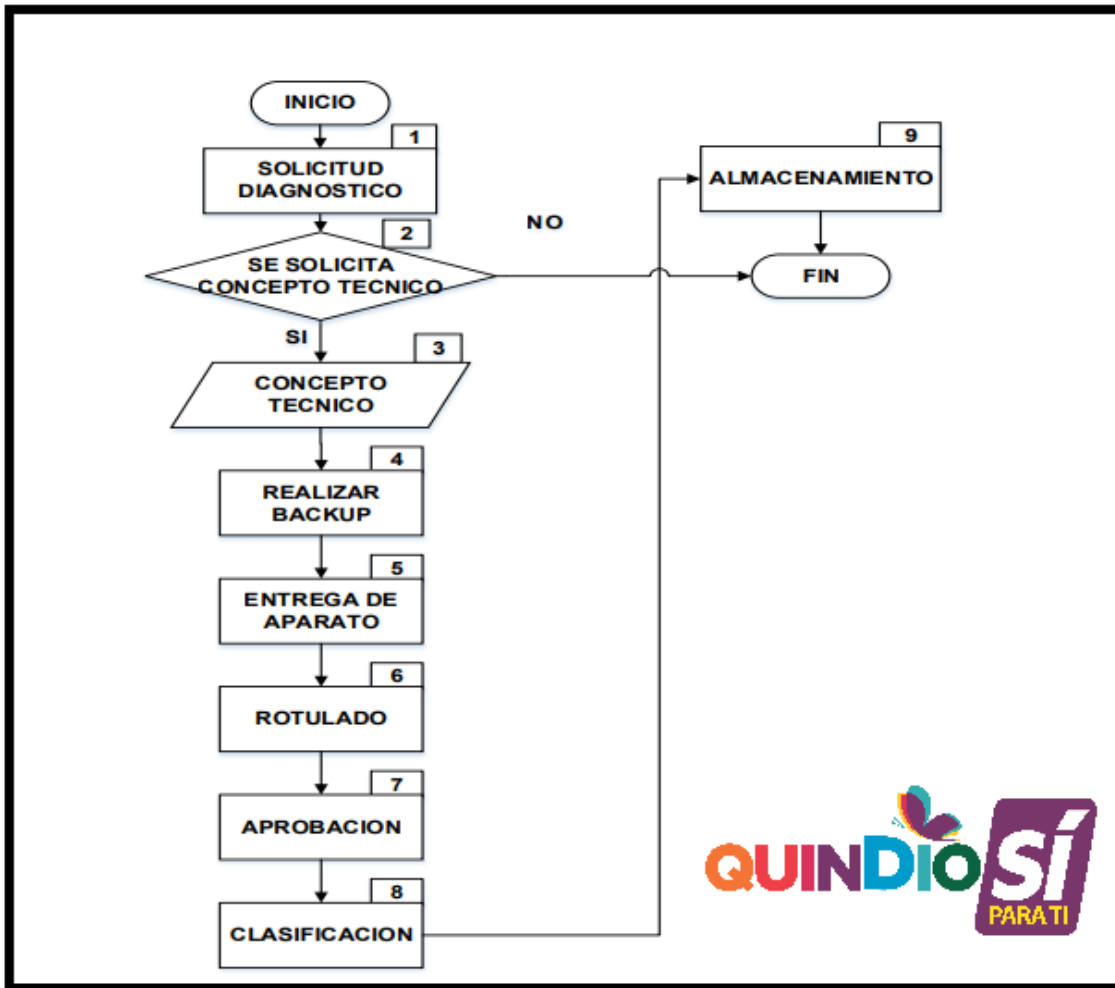 INICIO
1
SOLICITUD
DIAGNOSTICO
2
SE SOLICITA
CONCEPTO TECNICO
NO
SI
3
CONCEPTO
TECNICO
4
REALIZAR
BACKUP
5
ENTREGA DE
APARATO
6
ROTULADO
7
APROBACION
8
CLASIFICACION
9
ALMACENAMIENTO
FIN
QUINDIO
SÍ
PARA TI